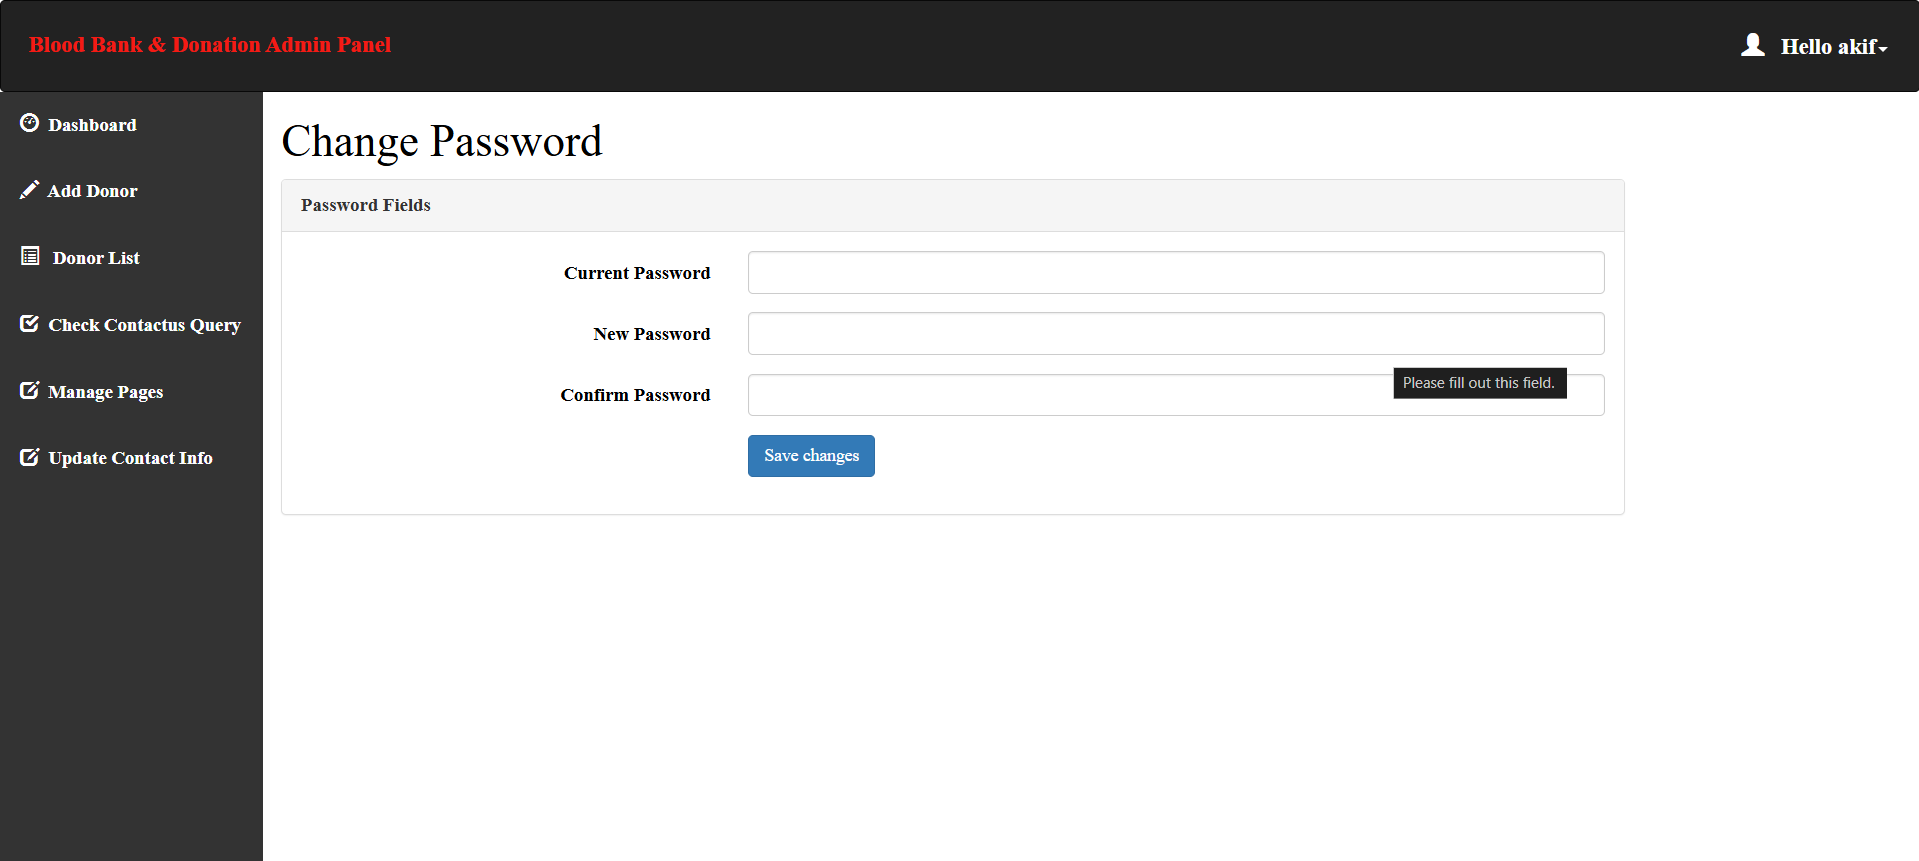 Blood Bank & Donation Admin Panel
Hello akif
Dashboard
Add Donor
Donor List
Check Contactus Query
Manage Pages
Update Contact Info
Change Password
Password Fields
Current Password
New Password
Please fill out this field.
Confirm Password
Save changes